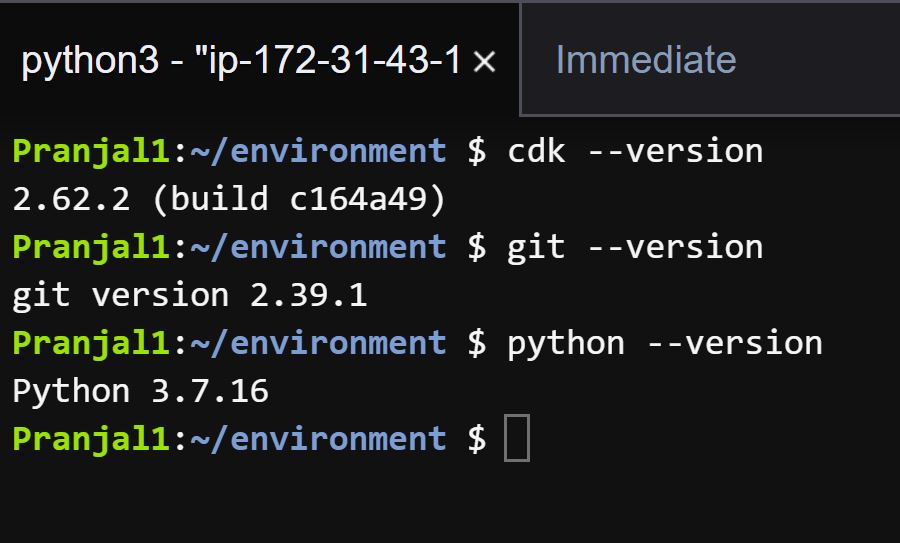 python3 - "ip-172-31-43-1 × Immediate
Pranjal1:~/environment $ cdk --version
2.62.2 (build c164a49)
Pranjal1:~/environment $ git --version
git version 2.39.1
Pranjal1:~/environment $ python --version
Python 3.7.16
Pranjal1:~/environment $